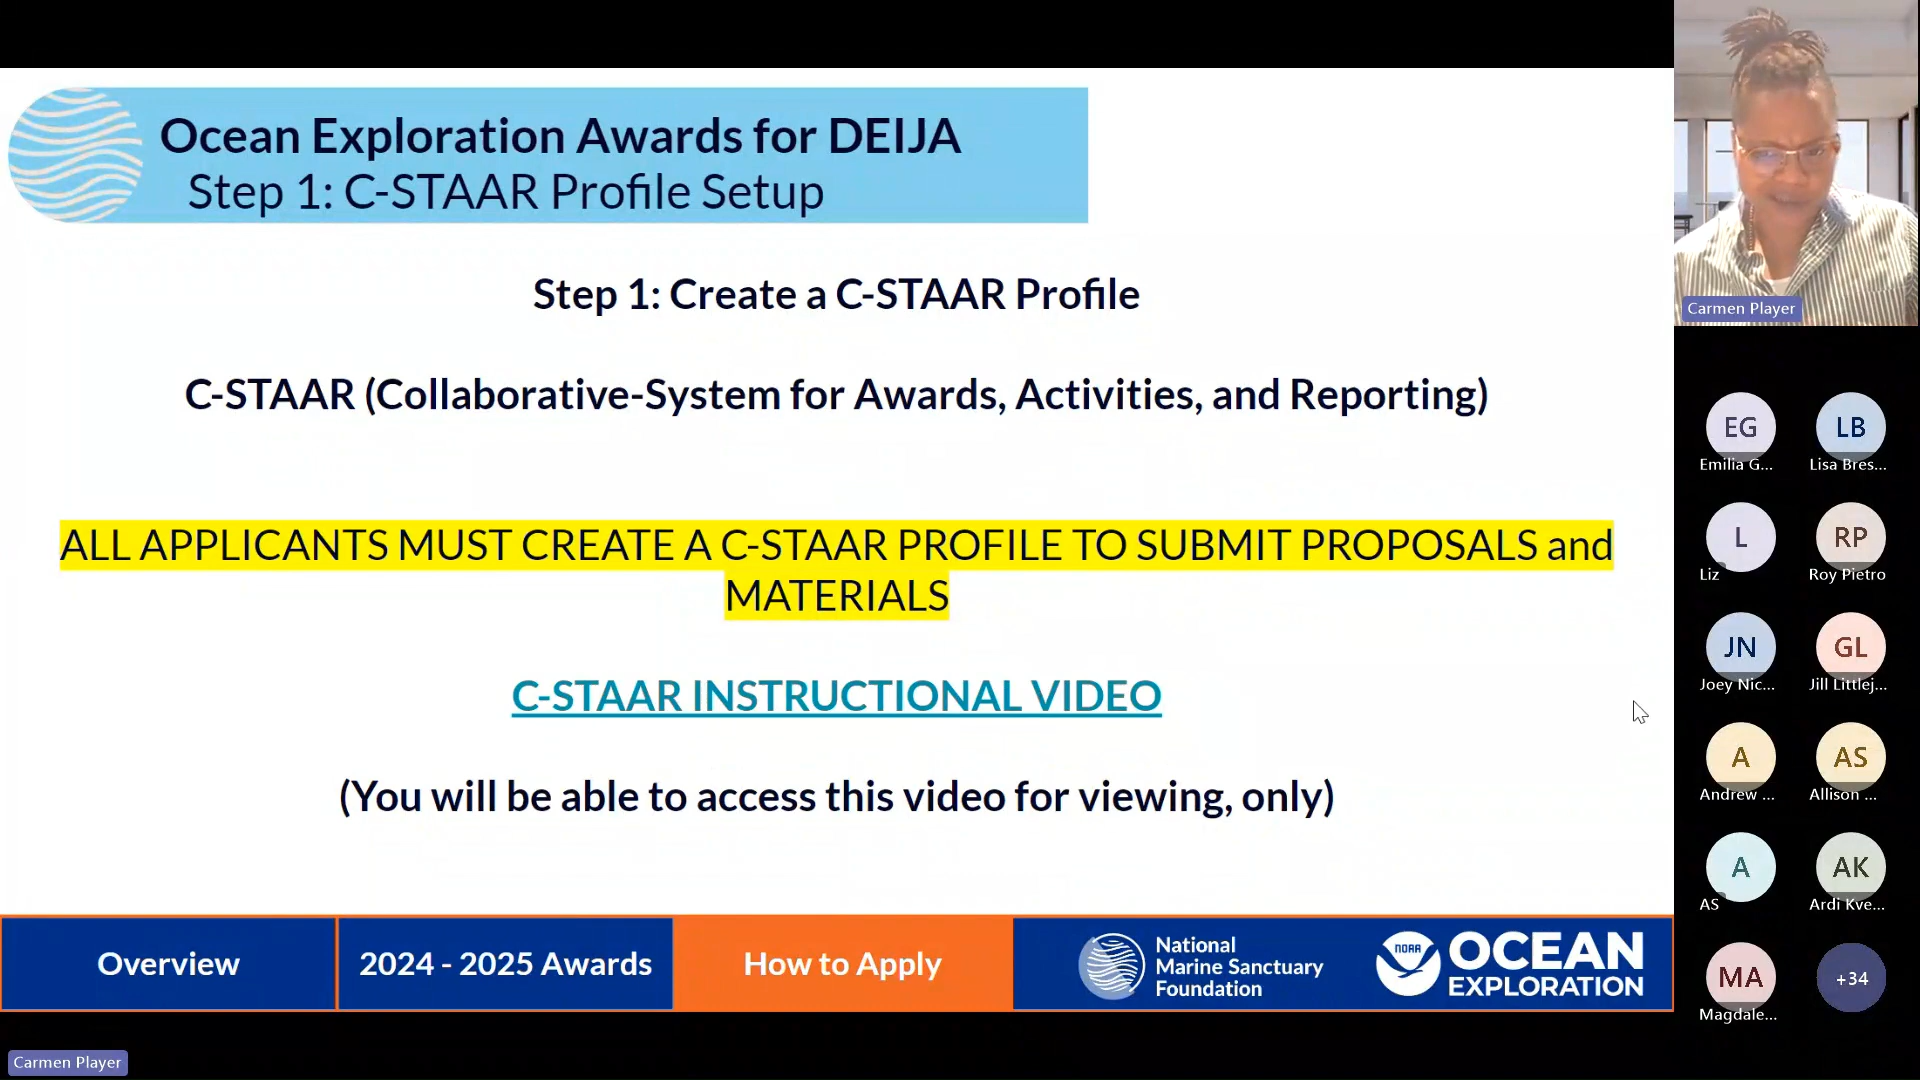 Ocean Exploration Awards for DEIJA
Step 1: C-STAAR Profile Setup
Step 1: Create a C-STAAR Profile
C-STAAR (Collaborative-System for Awards, Activities, and Reporting)
ALL APPLICANTS MUST CREATE A C-STAAR PROFILE TO SUBMIT PROPOSALS and
MATERIALS
C-STAAR INSTRUCTIONAL VIDEO
(You will be able to access this video for viewing, only)
Overview
2024 - 2025 Awards
How to Apply
National
Marine Sanctuary
Foundation
NOAA
OCEAN
EXPLORATION
Carmen Player
Carmen Player
EG
Emilia G...
LB
Lisa Bres...
L
Liz
RP
Roy Pietro
JN
Joey Nic...
GL
Jill Littlej...
A
Andrew ...
AS
Allison ...
A
AS
AK
Ardi Kve...
MA
Magdale...
+34